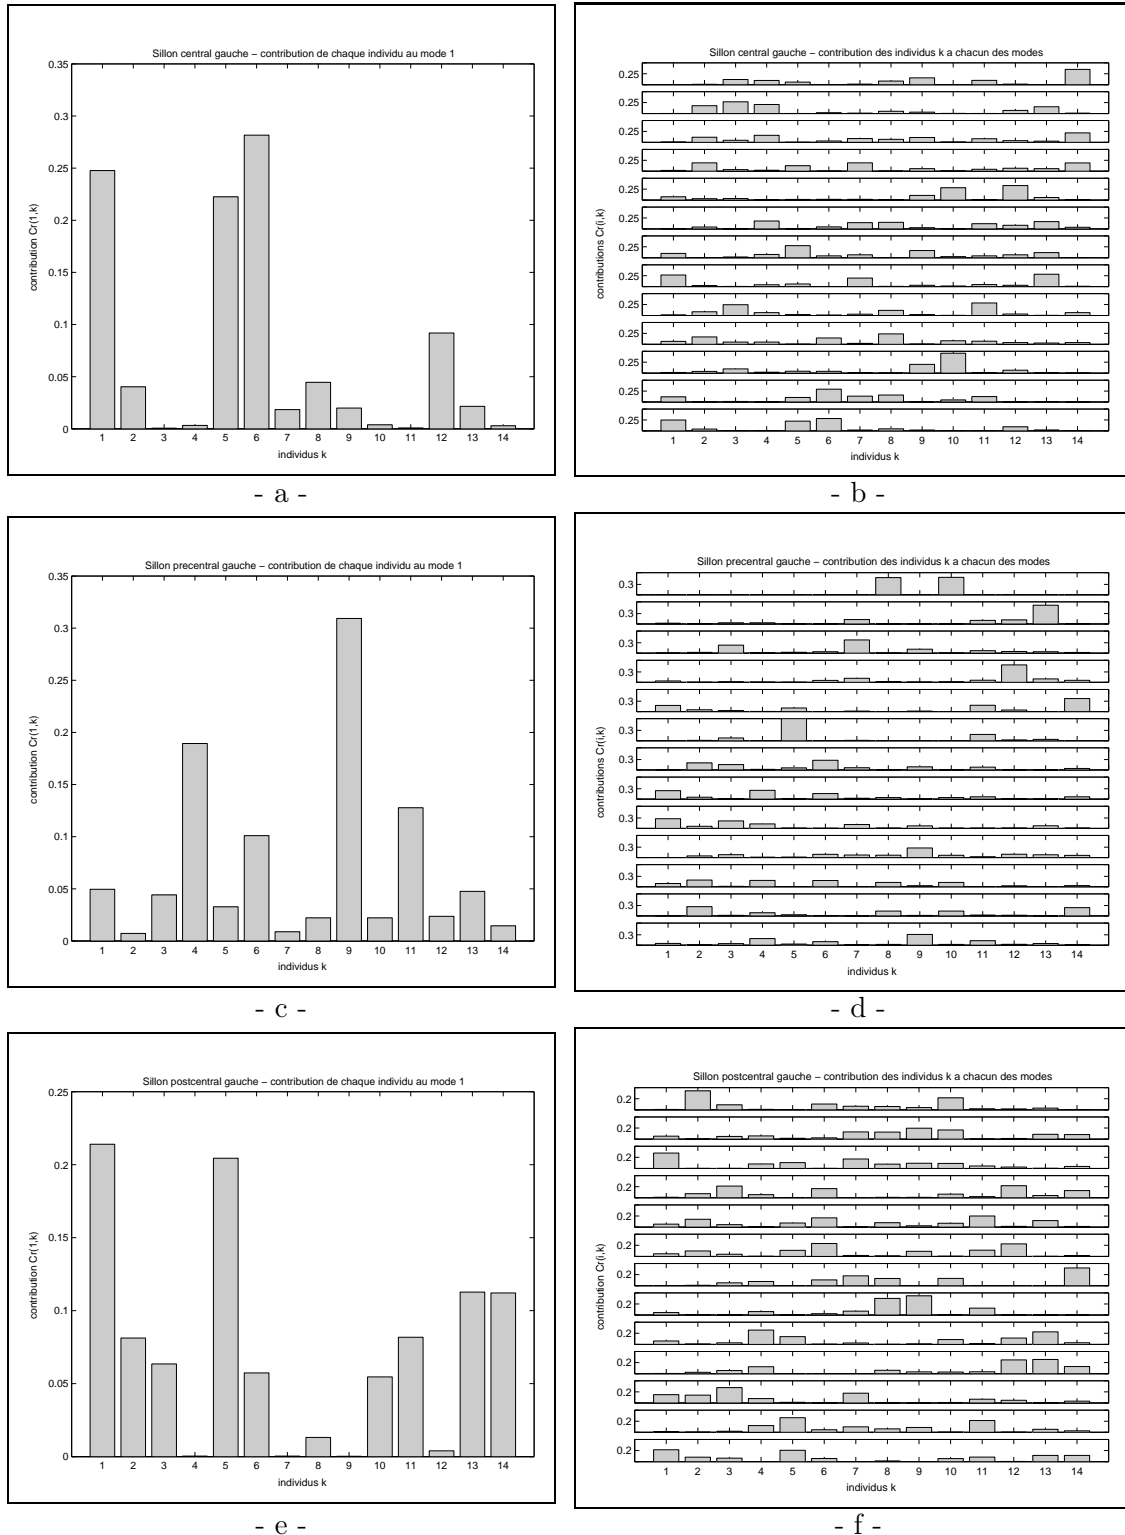 Sillon central gauche − contribution de chaque individu au mode 1
0.35
0.3
0.25
0.2
0.15
0.1
0.05
0
contribution Cr(1,k)
1 2 3 4 5 6 7 8 9 10 11 12 13 14
individus k
- a -
Sillon central gauche − contribution des individus k a chacun des modes
0.25
0.25
0.25
0.25
0.25
0.25
0.25
0.25
0.25
0.25
0.25
0.25
0.25
contributions Cr(i,k)
1 2 3 4 5 6 7 8 9 10 11 12 13 14
individus k
- b -
Sillon precentral gauche − contribution de chaque individu au mode 1
0.35
0.3
0.25
0.2
0.15
0.1
0.05
0
contribution Cr(1,k)
1 2 3 4 5 6 7 8 9 10 11 12 13 14
individus k
- c -
Sillon precentral gauche − contribution des individus k a chacun des modes
0.3
0.3
0.3
0.3
0.3
0.3
0.3
0.3
0.3
0.3
0.3
0.3
0.3
contributions Cr(i,k)
1 2 3 4 5 6 7 8 9 10 11 12 13 14
individus k
- d -
Sillon postcentral gauche − contribution de chaque individu au mode 1
0.25
0.2
0.15
0.1
0.05
0
contribution Cr(1,k)
1 2 3 4 5 6 7 8 9 10 11 12 13 14
individus k
- e -
Sillon postcentral gauche − contribution des individus k a chacun des modes
0.2
0.2
0.2
0.2
0.2
0.2
0.2
0.2
0.2
0.2
0.2
0.2
0.2
contribution Cr(i,k)
1 2 3 4 5 6 7 8 9 10 11 12 13 14
individus k
- f -